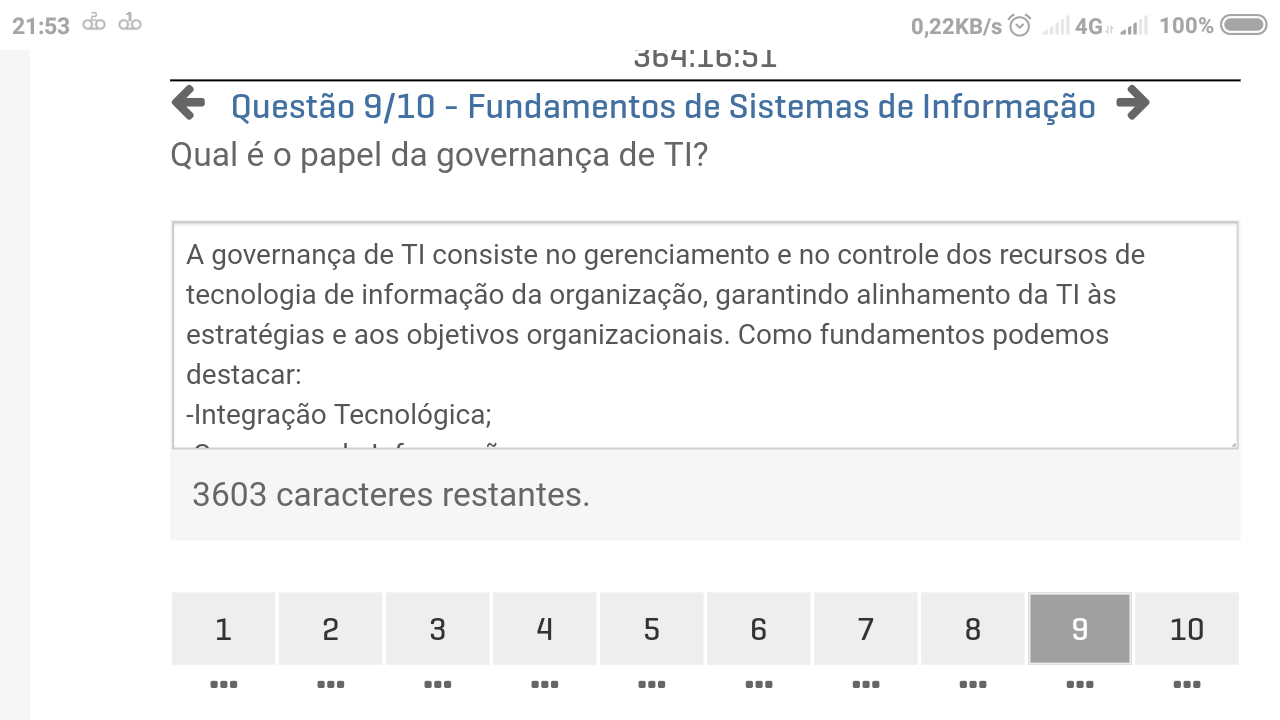 21:53 0,22KB/s 4G 100%
364:16:51
Questão 9/10 - Fundamentos de Sistemas de Informação
Qual é o papel da governança de TI?
A governança de TI consiste no gerenciamento e no controle dos recursos de
tecnologia de informação da organização, garantindo alinhamento da TI às
estratégias e aos objetivos organizacionais. Como fundamentos podemos
destacar:
-Integração Tecnológica;
3603 caracteres restantes.
1 2 3 4 5 6 7 8 9 10